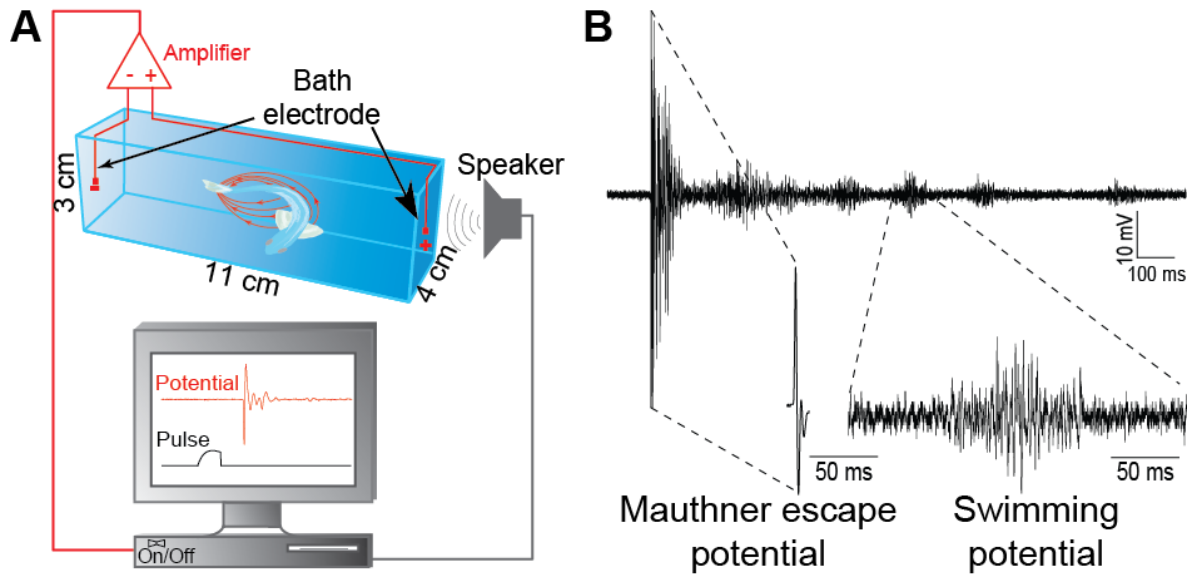 A
Amplifier
- +
Bath
electrode
Speaker
3 cm
11 cm
4 cm
+
Potential
Pulse
On/Off
B
10 mV
100 ms
50 ms
50 ms
Mauthner escape
potential
Swimming
potential